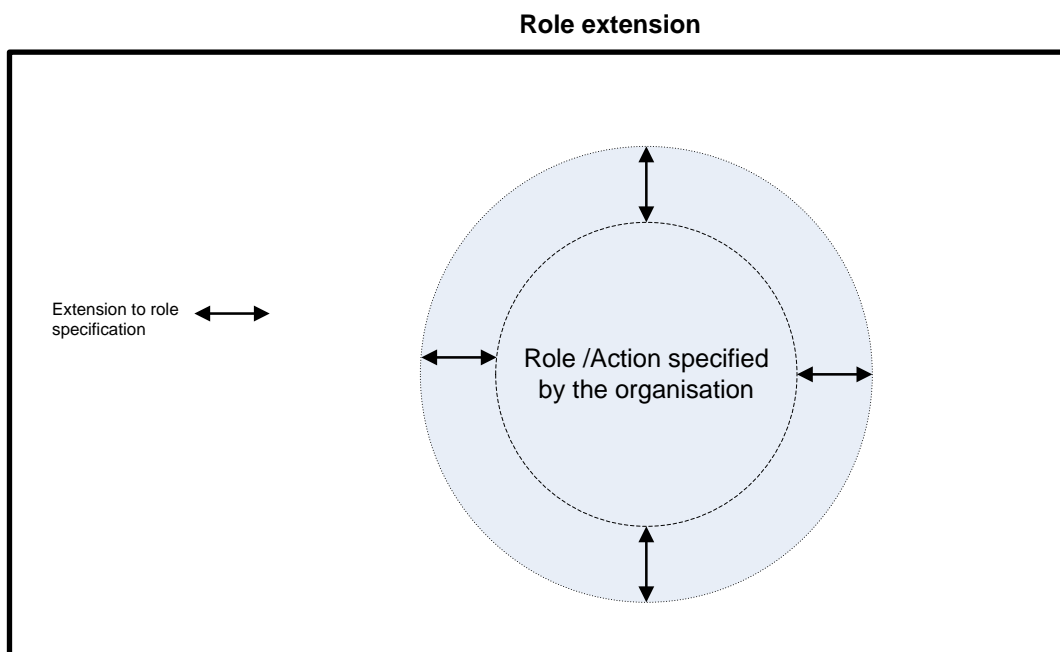 Role extension
Extension to role
specification
Role /Action specified
by the organisation